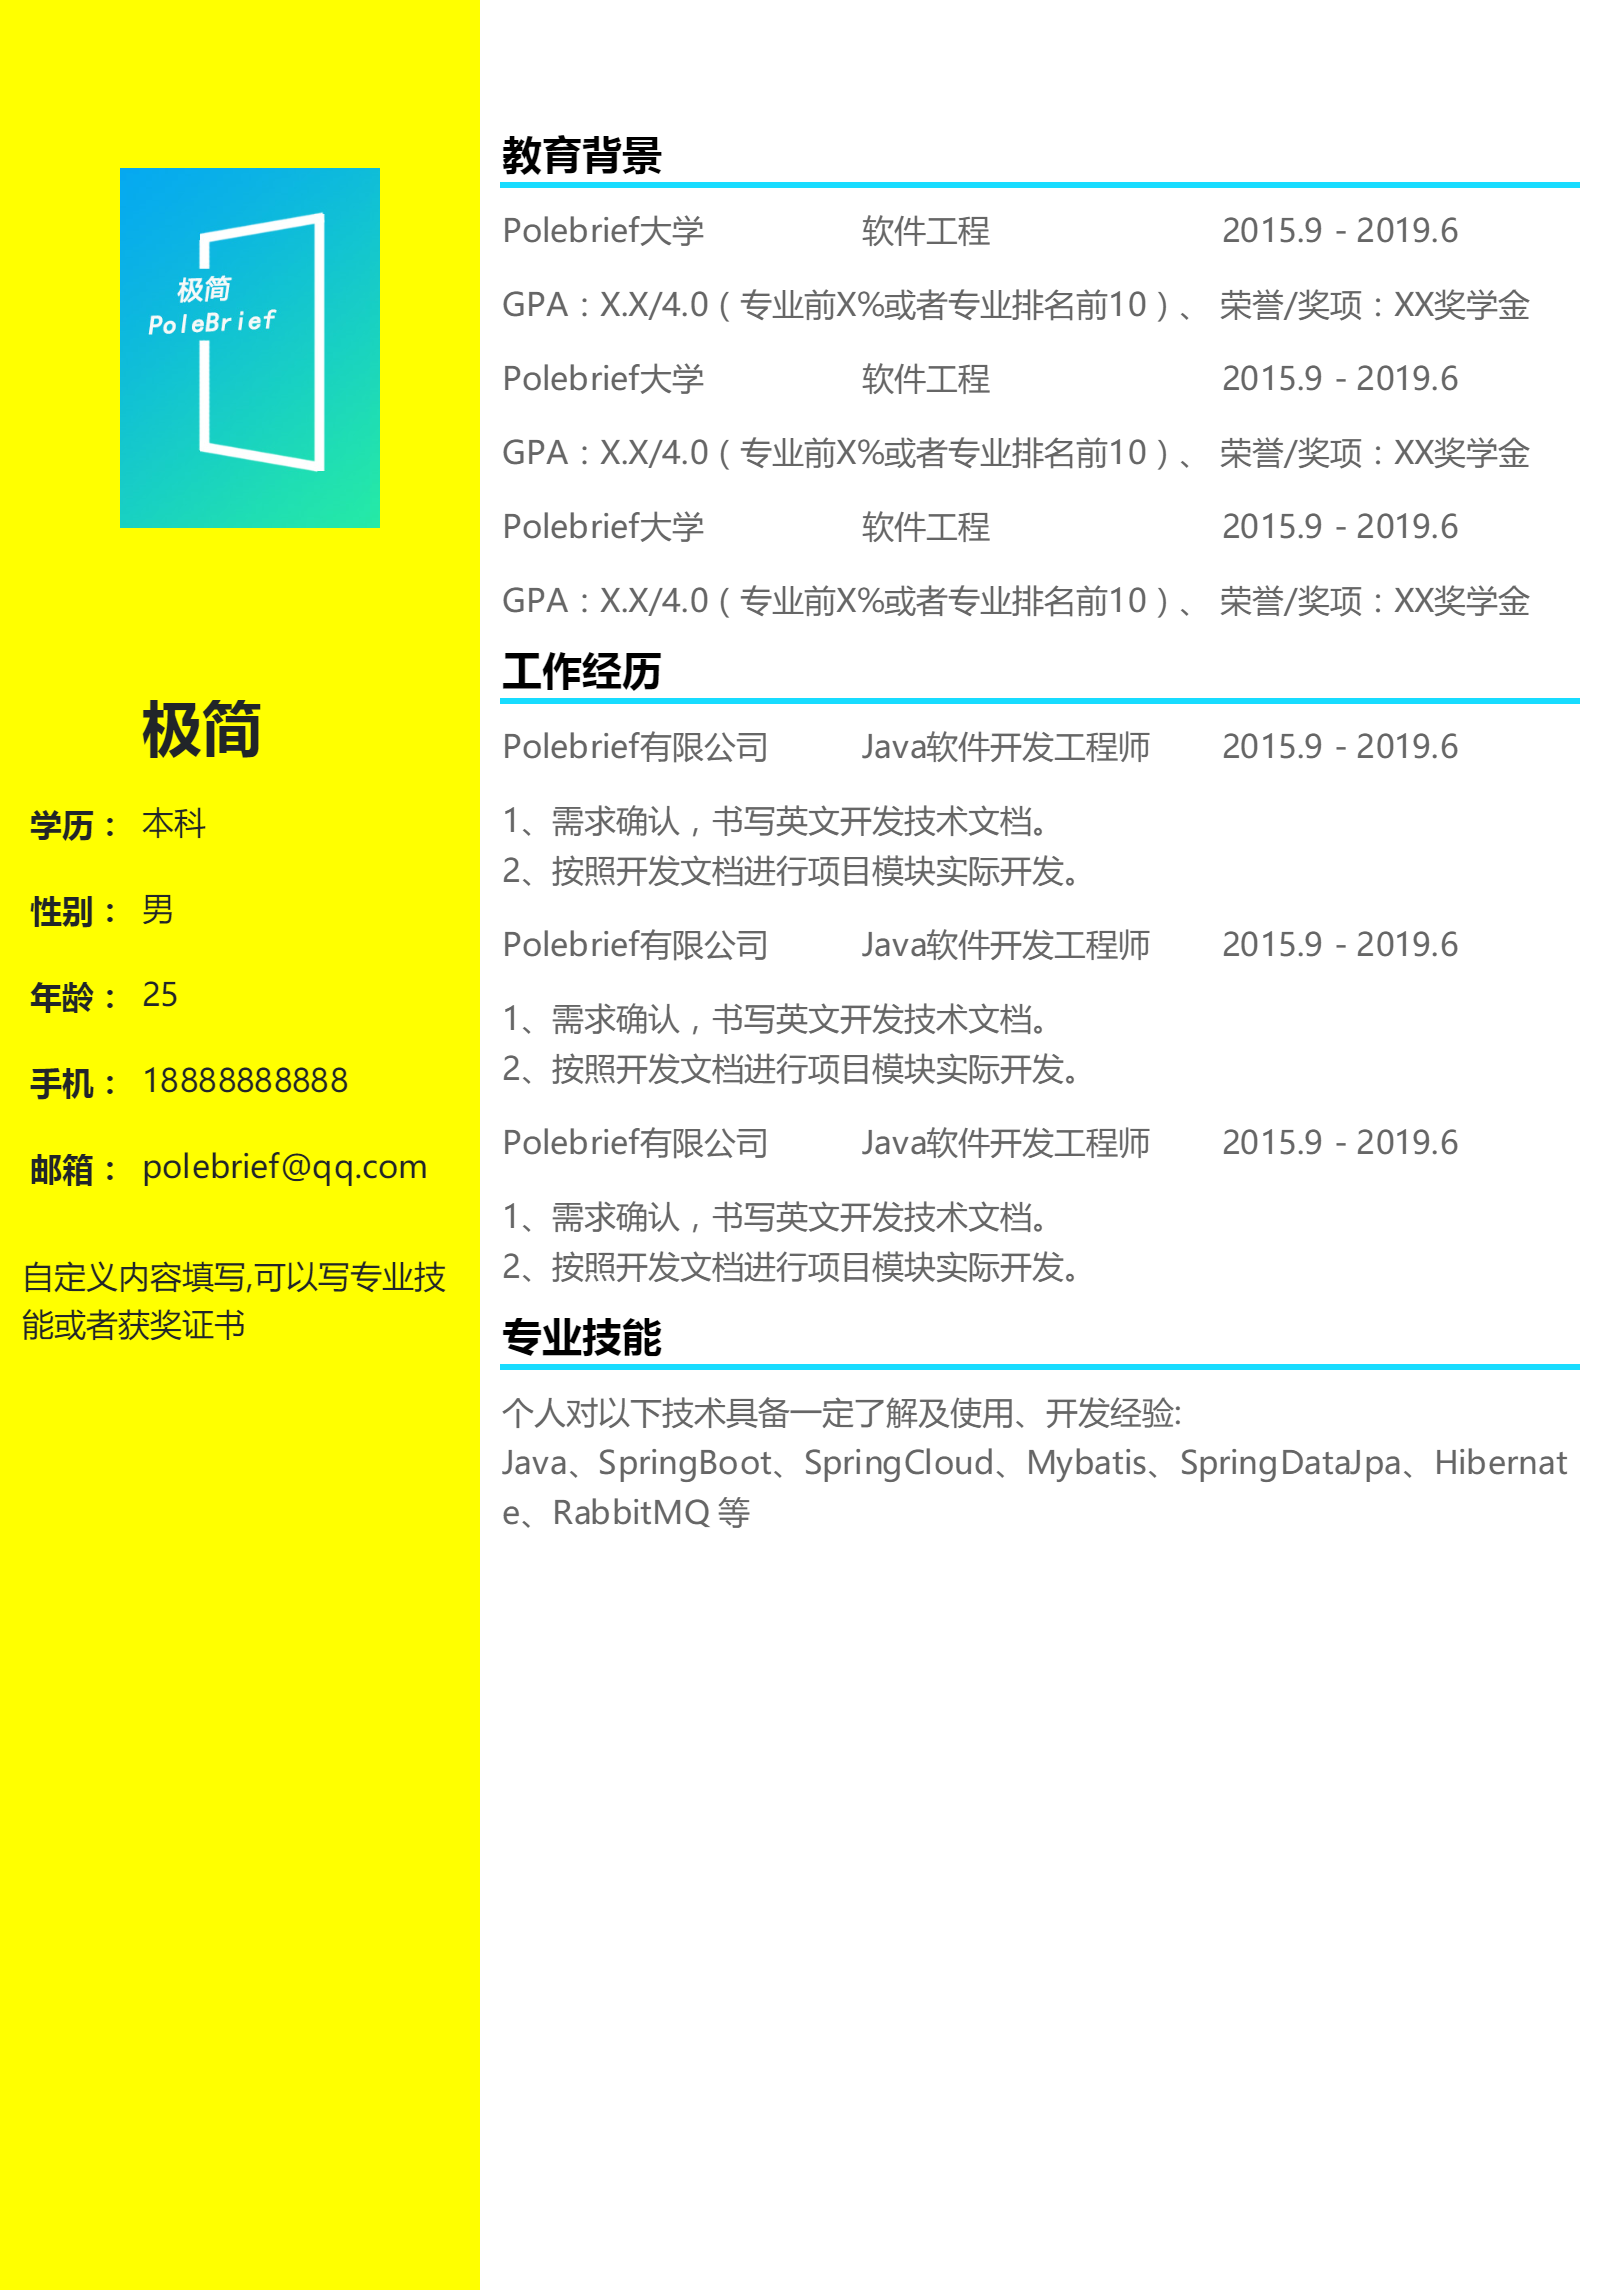 极简
PoleBrief
极简
学历： 本科
性别： 男
年龄： 25
手机： 18888888888
邮箱： polebrief@qq.com
自定义内容填写,可以写专业技
能或者获奖证书
教育背景
Polebrief大学 软件工程 2015.9 - 2019.6
GPA：X.X/4.0（专业前X%或者专业排名前10）、 荣誉/奖项：XX奖学金
Polebrief大学 软件工程 2015.9 - 2019.6
GPA：X.X/4.0（专业前X%或者专业排名前10）、 荣誉/奖项：XX奖学金
Polebrief大学 软件工程 2015.9 - 2019.6
GPA：X.X/4.0（专业前X%或者专业排名前10）、 荣誉/奖项：XX奖学金
工作经历
Polebrief有限公司 Java软件开发工程师 2015.9 - 2019.6
1、需求确认，书写英文开发技术文档。
2、按照开发文档进行项目模块实际开发。
Polebrief有限公司 Java软件开发工程师 2015.9 - 2019.6
1、需求确认，书写英文开发技术文档。
2、按照开发文档进行项目模块实际开发。
Polebrief有限公司 Java软件开发工程师 2015.9 - 2019.6
1、需求确认，书写英文开发技术文档。
2、按照开发文档进行项目模块实际开发。
专业技能
个人对以下技术具备一定了解及使用、开发经验:
Java、SpringBoot、SpringCloud、Mybatis、SpringDataJpa、Hibernat
e、RabbitMQ 等